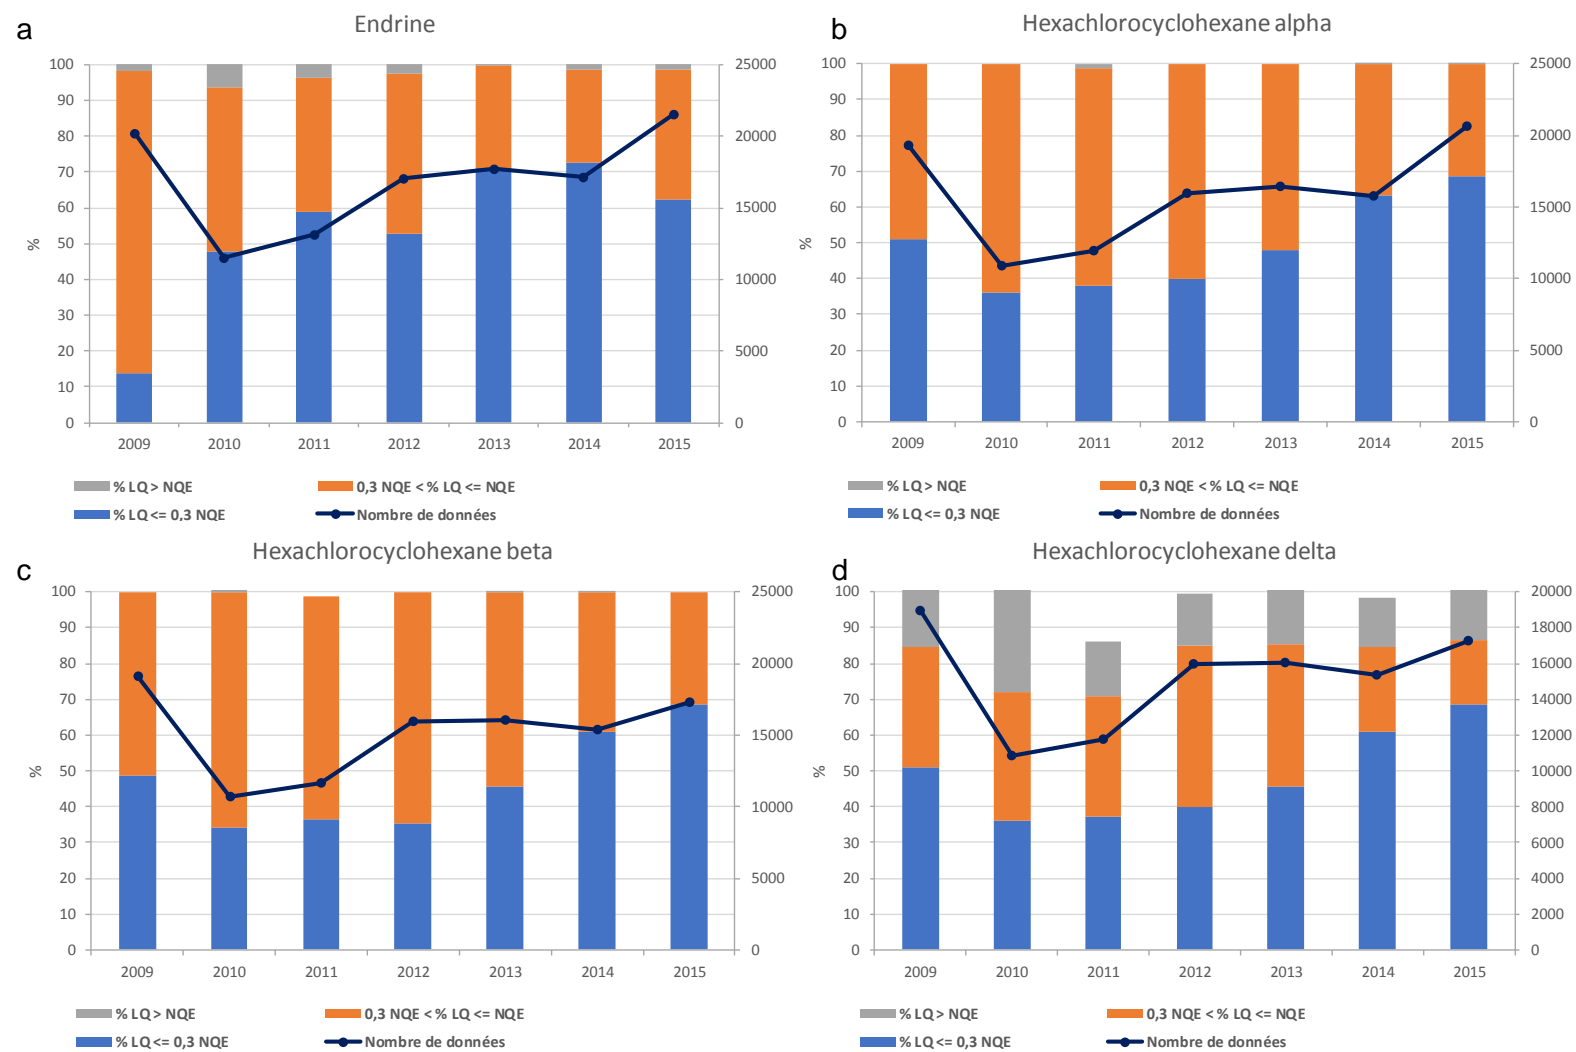 a
Endrine
100
90
80
70
60
50
40
30
20
10
0
%
25000
20000
15000
10000
5000
0
2009 2010 2011 2012 2013 2014 2015
% LQ > NQE
0,3 NQE < % LQ <= NQE
% LQ <= 0,3 NQE
Nombre de données
b
Hexachlorocyclohexane alpha
100
90
80
70
60
50
40
30
20
10
0
%
25000
20000
15000
10000
5000
0
2009 2010 2011 2012 2013 2014 2015
% LQ > NQE
0,3 NQE < % LQ <= NQE
% LQ <= 0,3 NQE
Nombre de données
c
Hexachlorocyclohexane beta
100
90
80
70
60
50
40
30
20
10
0
%
25000
20000
15000
10000
5000
0
2009 2010 2011 2012 2013 2014 2015
% LQ > NQE
0,3 NQE < % LQ <= NQE
% LQ <= 0,3 NQE
Nombre de données
d
Hexachlorocyclohexane delta
100
90
80
70
60
50
40
30
20
10
0
%
20000
18000
16000
14000
12000
10000
8000
6000
4000
2000
0
2009 2010 2011 2012 2013 2014 2015
% LQ > NQE
0,3 NQE < % LQ <= NQE
% LQ <= 0,3 NQE
Nombre de données